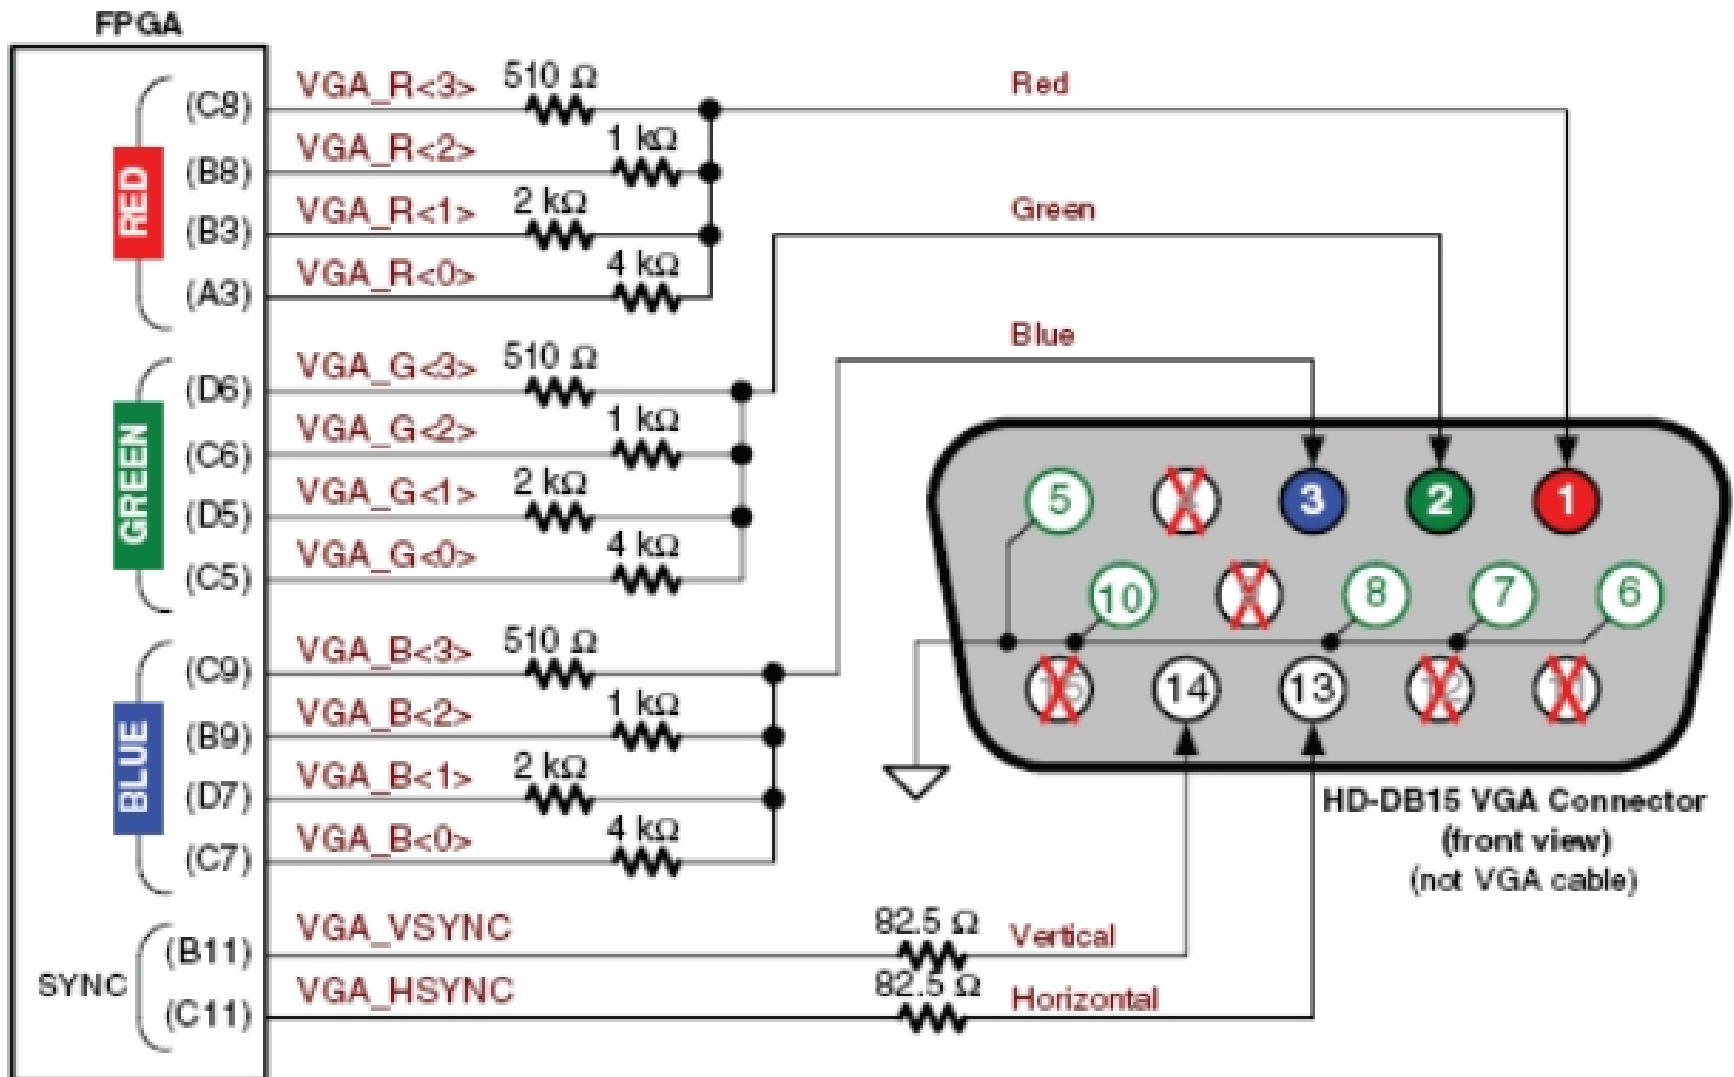 FPGA
RED
(C8) VGA_R<3> 510 Ω
(B8) VGA_R<2> 1 kΩ
(B3) VGA_R<1> 2 kΩ
(A3) VGA_R<0> 4 kΩ
Red
GREEN
(D6) VGA_G<3> 510 Ω
(C6) VGA_G<2> 1 kΩ
(D5) VGA_G<1> 2 kΩ
(C5) VGA_G<0> 4 kΩ
Green
BLUE
(C9) VGA_B<3> 510 Ω
(B9) VGA_B<2> 1 kΩ
(D7) VGA_B<1> 2 kΩ
(C7) VGA_B<0> 4 kΩ
Blue
SYNC
(B11) VGA_VSYNC 82.5 Ω Vertical
(C11) VGA_HSYNC 82.5 Ω Horizontal
5 3 2 1
10 8 7 6
15 14 13 12 11
HD-DB15 VGA Connector
(front view)
(not VGA cable)